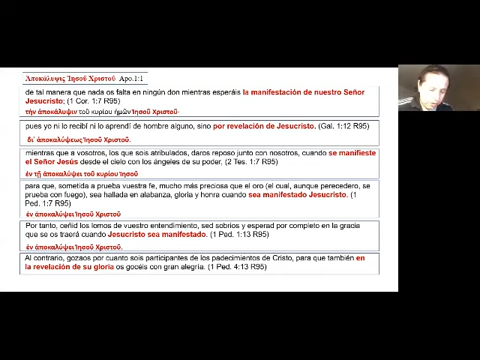 Ἀποκάλυψις Ἰησοῦ Χριστοῦ Apo.1:1
de tal manera que nada os falta en ningún don mientras esperáis la manifestación de nuestro Señor
Jesucristo; (1 Cor. 1:7 R95)
τὴν ἀποκάλυψιν τοῦ κυρίου ἡμῶν Ἰησοῦ Χριστοῦ·
pues yo ni lo recibí ni lo aprendí de hombre alguno, sino por revelación de Jesucristo. (Gal. 1:12 R95)
δι᾽ ἀποκαλύψεως Ἰησοῦ Χριστοῦ.
mientras que a vosotros, los que sois atribulados, daros reposo junto con nosotros, cuando se manifieste
el Señor Jesús desde el cielo con los ángeles de su poder, (2 Tes. 1:7 R95)
ἐν τῇ ἀποκαλύψει τοῦ κυρίου Ἰησοῦ
para que, sometida a prueba vuestra fe, mucho más preciosa que el oro (el cual, aunque perecedero, se
prueba con fuego), sea hallada en alabanza, gloria y honra cuando sea manifestado Jesucristo. (1
Ped. 1:7 R95)
ἐν ἀποκαλύψει Ἰησοῦ Χριστοῦ
Por tanto, ceñid los lomos de vuestro entendimiento, sed sobrios y esperad por completo en la gracia
que se os traerá cuando Jesucristo sea manifestado. (1 Ped. 1:13 R95)
ἐν ἀποκαλύψει Ἰησοῦ Χριστοῦ.
Al contrario, gozaos por cuanto sois participantes de los padecimientos de Cristo, para que también en
la revelación de su gloria os gocéis con gran alegría. (1 Ped. 4:13 R95)